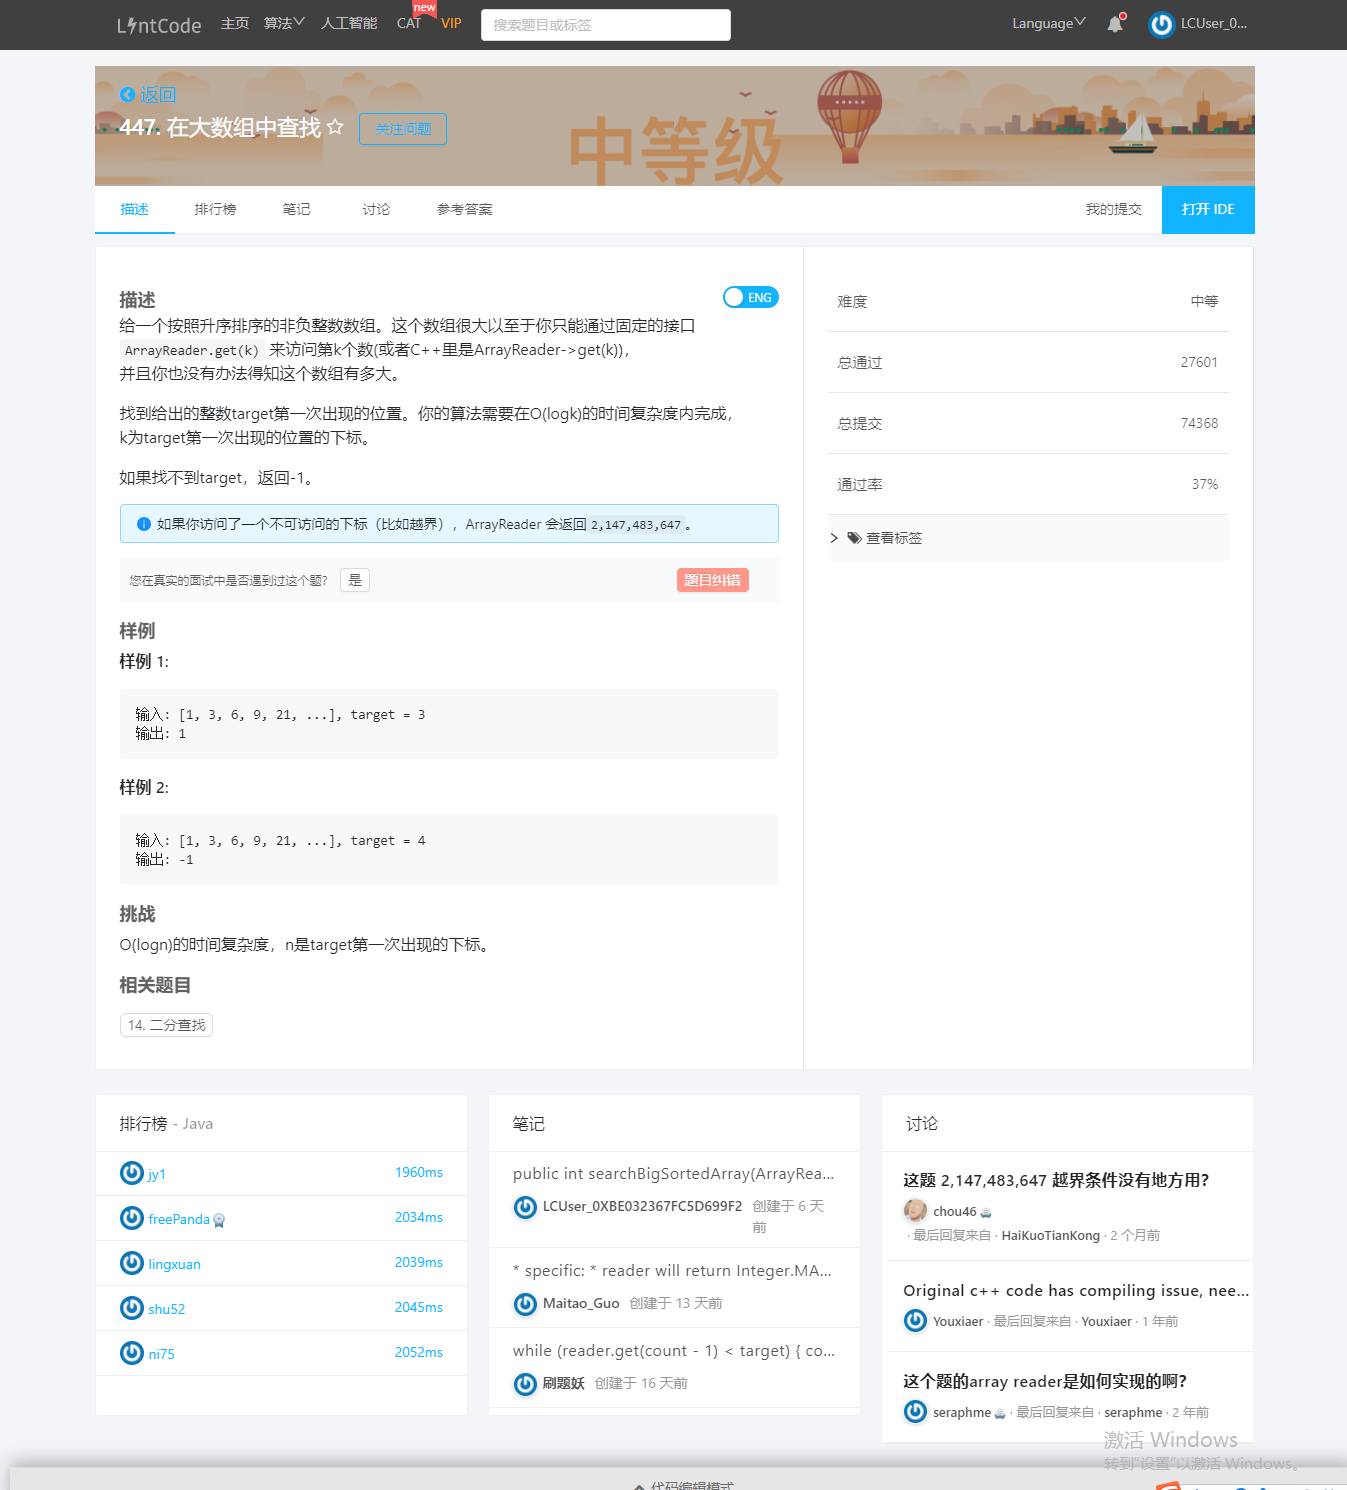 LintCode 主页 算法 人工智能 CAT new VIP 搜索题目或标签 Language LCUser_0...
返回
447. 在大数组中查找 关注问题
中等级
描述 排行榜 笔记 讨论 参考答案 我的提交 打开 IDE
描述 ENG
给一个按照升序排序的非负整数数组。这个数组很大以至于你只能通过固定的接口
ArrayReader.get(k) 来访问第k个数(或者C++里是ArrayReader->get(k)),
并且你也没有办法得知这个数组有多大。
找到给出的整数target第一次出现的位置。你的算法需要在O(logk)的时间复杂度内完成,
k为target第一次出现的位置的下标。
如果找不到target，返回-1。
如果你访问了一个不可访问的下标（比如越界）, ArrayReader 会返回 2,147,483,647 。
您在真实的面试中是否遇到过这个题? 是 题目纠错
样例
样例 1:
输入: [1, 3, 6, 9, 21, ...], target = 3
输出: 1
样例 2:
输入: [1, 3, 6, 9, 21, ...], target = 4
输出: -1
挑战
O(logn)的时间复杂度，n是target第一次出现的下标。
相关题目
14. 二分查找
难度 中等
总通过 27601
总提交 74368
通过率 37%
查看标签
排行榜 - Java
jy1 1960ms
freePanda 2034ms
lingxuan 2039ms
shu52 2045ms
ni75 2052ms
笔记
public int searchBigSortedArray(ArrayRea...
LCUser_0XBE032367FC5D699F2 创建于 6 天
前
* specific: * reader will return Integer.MA...
Maitao_Guo 创建于 13 天前
while (reader.get(count - 1) < target) { co...
刷题妖 创建于 16 天前
讨论
这题 2,147,483,647 越界条件没有地方用?
chou46
· 最后回复来自 · HaiKuoTianKong · 2 个月前
Original c++ code has compiling issue, nee...
Youxiaer · 最后回复来自 · Youxiaer · 1 年前
这个题的array reader是如何实现的啊?
seraphme · 最后回复来自 · seraphme · 2 年前
激活 Windows
转到"设置"以激活 Windows。
代码编辑模式